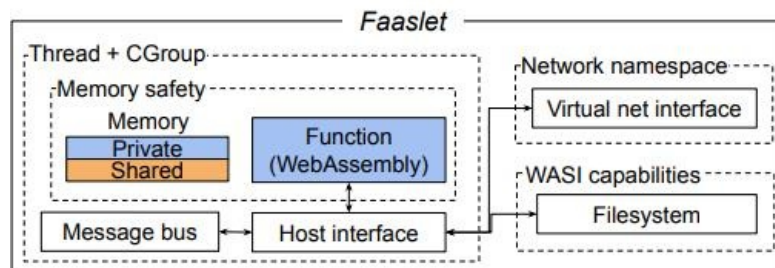 Faaslet
Thread + CGroup
Memory safety
Memory
Private
Shared
Function
(WebAssembly)
Message bus
Host interface
Network namespace
Virtual net interface
WASI capabilities
Filesystem